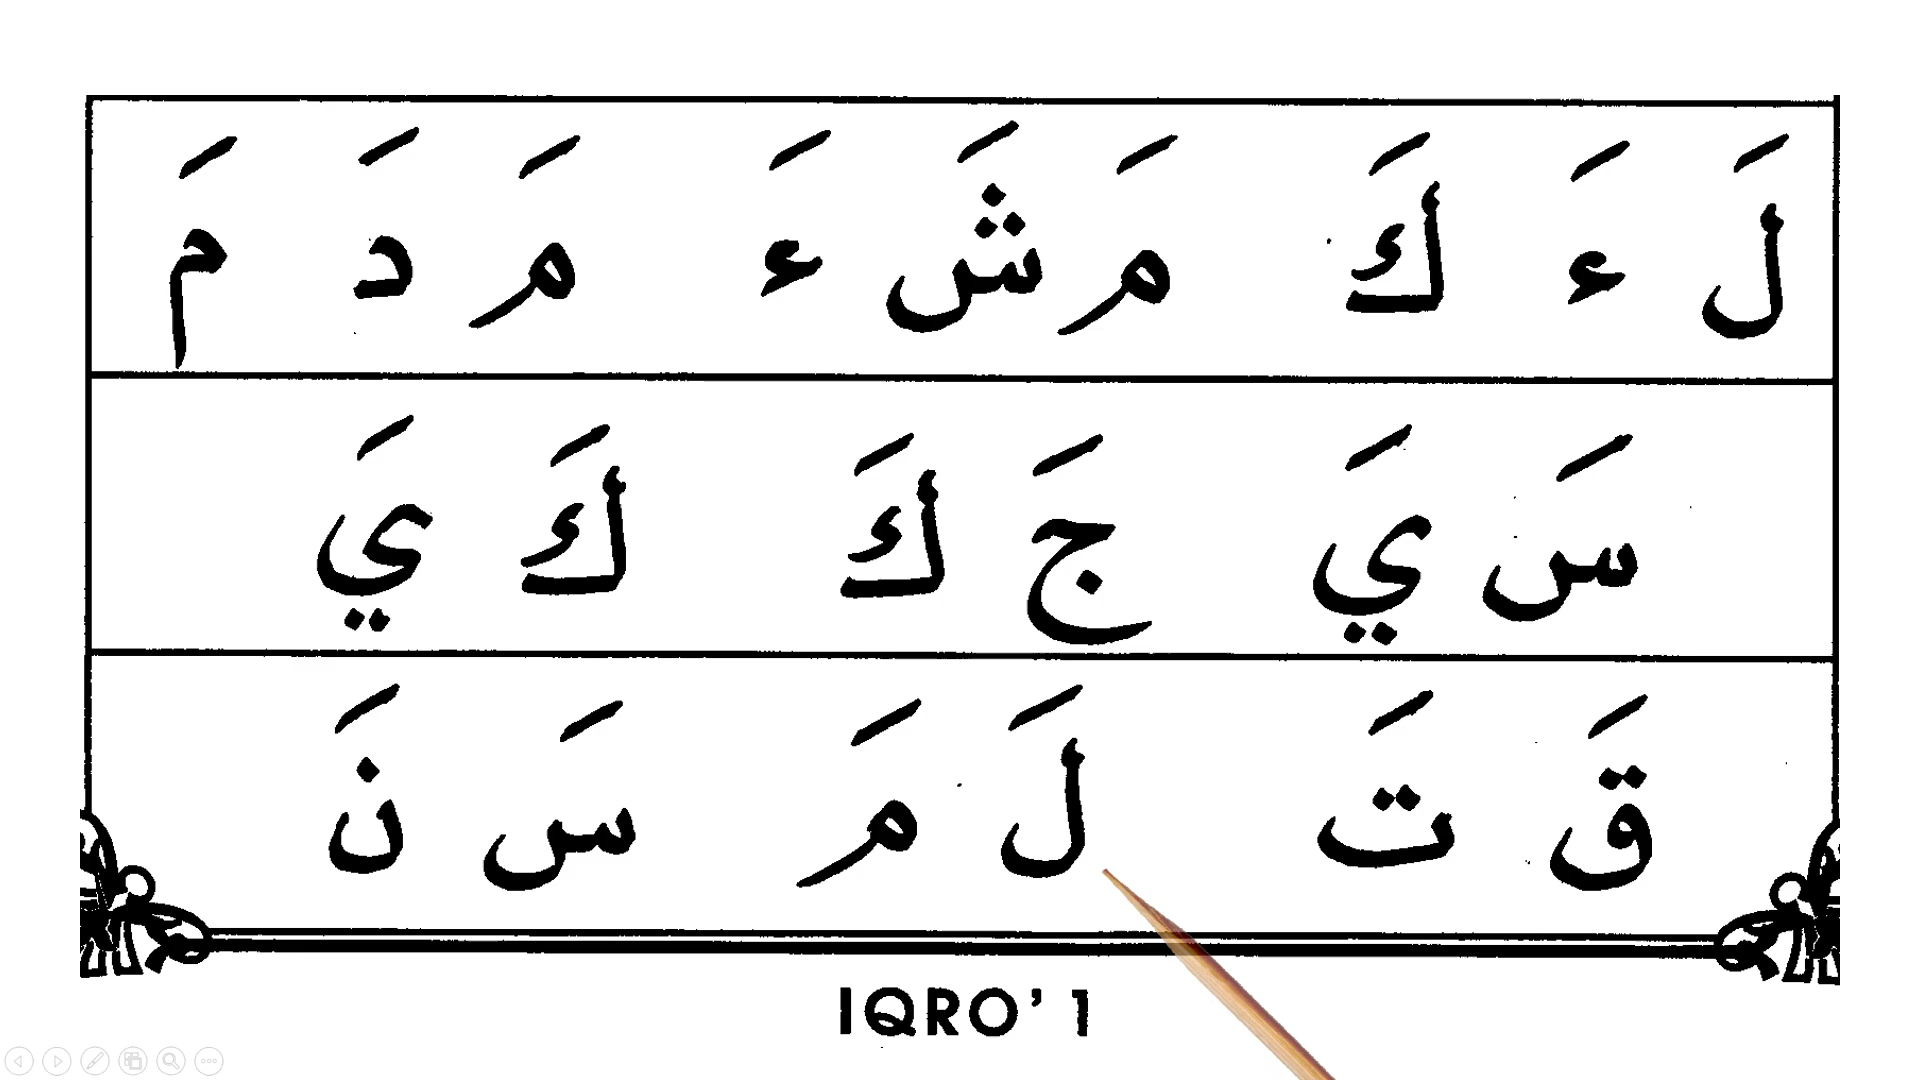 لَ ءَ كَ مَ شَ ءَ مَ دَ مَ
سَ يَ جَ كَ كَ يَ
قَ تَ لَ مَ سَ نَ
IQRO' 1